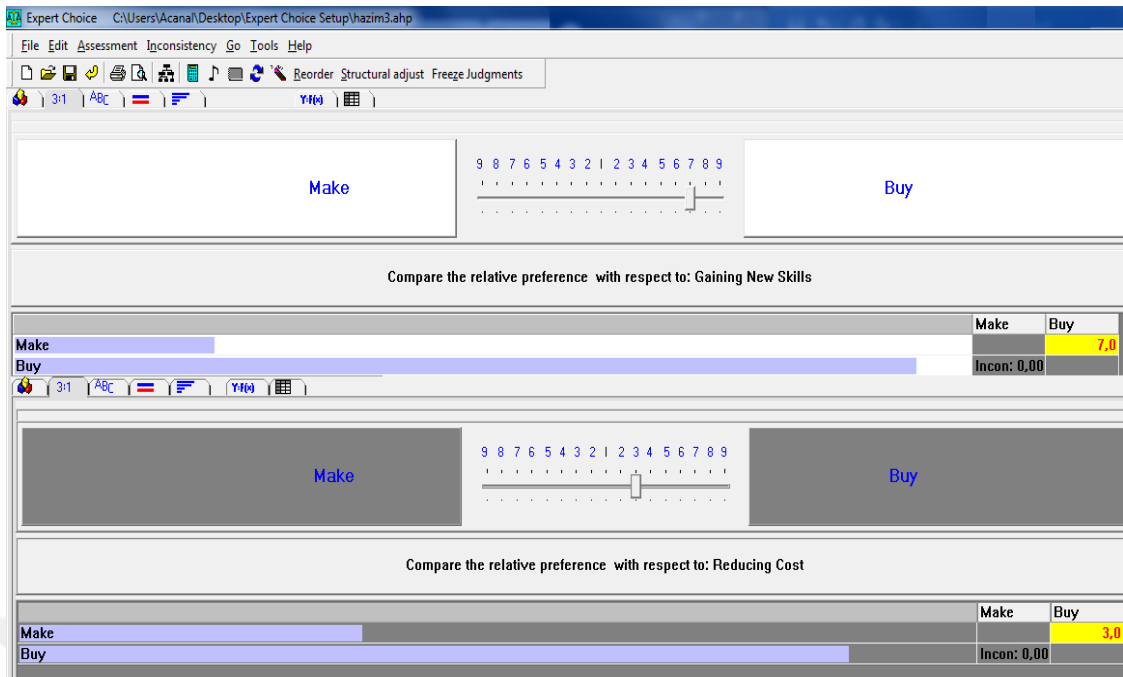 Expert Choice C:\Users\Acanal\Desktop\Expert Choice Setup\hazim3.ahp
File Edit Assessment Inconsistency Go Tools Help
Reorder Structural adjust Freeze Judgments
3:1 ABC Y:f(x)
9 8 7 6 5 4 3 2 1 2 3 4 5 6 7 8 9
Make Buy
Compare the relative preference with respect to: Gaining New Skills
Make Buy
Make 7,0
Buy Incon: 0,00
3:1 ABC Y:f(x)
9 8 7 6 5 4 3 2 1 2 3 4 5 6 7 8 9
Make Buy
Compare the relative preference with respect to: Reducing Cost
Make Buy
Make 3,0
Buy Incon: 0,00